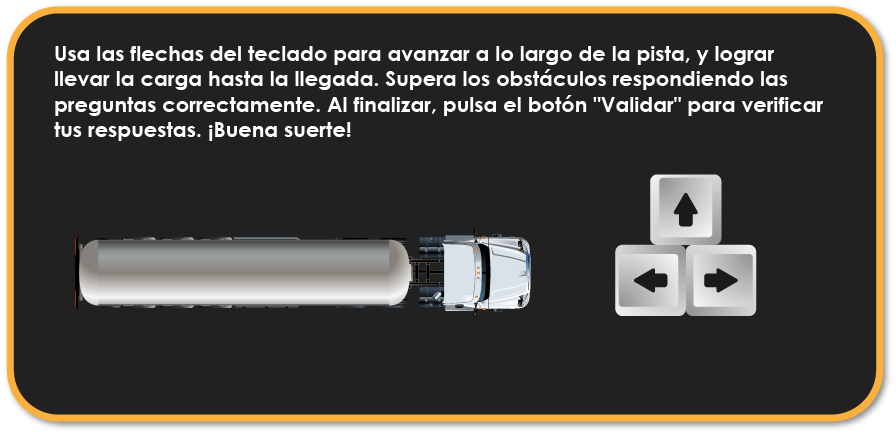 Usa las flechas del teclado para avanzar a lo largo de la pista, y lograr
llevar la carga hasta la llegada. Supera los obstáculos respondiendo las
preguntas correctamente. Al finalizar, pulsa el botón "Validar" para verificar
tus respuestas. ¡Buena suerte!